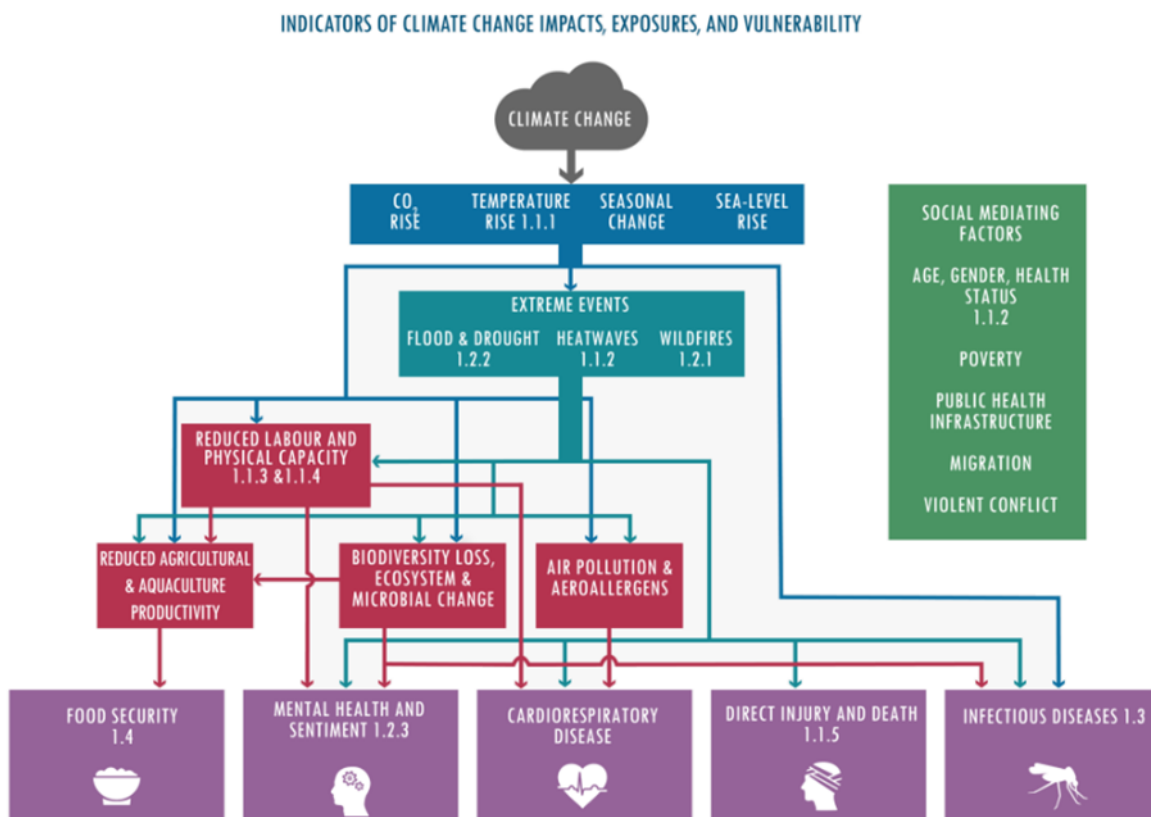 INDICATORS OF CLIMATE CHANGE IMPACTS, EXPOSURES, AND VULNERABILITY
CLIMATE CHANGE
CO₂
RISE
TEMPERATURE
RISE 1.1.1
SEASONAL
CHANGE
SEA-LEVEL
RISE
EXTREME EVENTS
FLOOD & DROUGHT
1.2.2
HEATWAVES
1.1.2
WILDFIRES
1.2.1
SOCIAL MEDIATING
FACTORS
AGE, GENDER, HEALTH
STATUS
1.1.2
POVERTY
PUBLIC HEALTH
INFRASTRUCTURE
MIGRATION
VIOLENT CONFLICT
REDUCED LABOUR AND
PHYSICAL CAPACITY
1.1.3 &1.1.4
REDUCED AGRICULTURAL
& AQUACULTURE
PRODUCTIVITY
BIODIVERSITY LOSS,
ECOSYSTEM &
MICROBIAL CHANGE
AIR POLLUTION &
AEROALLERGENS
FOOD SECURITY
1.4
MENTAL HEALTH AND
SENTIMENT 1.2.3
CARDIORESPIRATORY
DISEASE
DIRECT INJURY AND DEATH
1.1.5
INFECTIOUS DISEASES 1.3